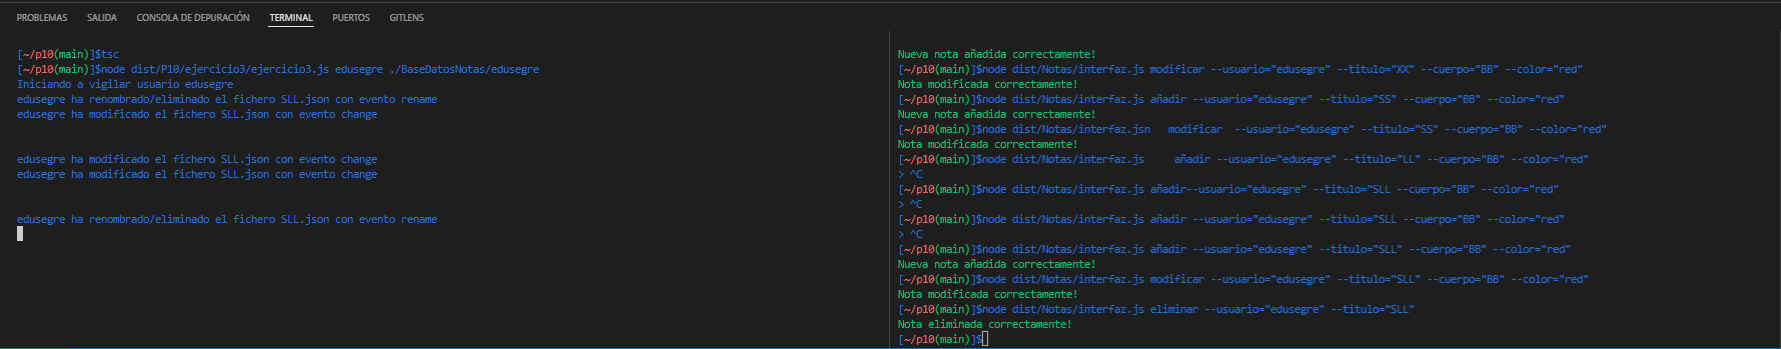 PROBLEMAS SALIDA CONSOLA DE DEPURACIÓN TERMINAL PUERTOS GITLENS
[~/p10(main)]$tsc
[~/p10(main)]$node dist/P10/ejercicio3/ejercicio3.js edusegre ./BaseDatosNotas/edusegre
Iniciando a vigilar usuario edusegre
edusegre ha renombrado/eliminado el fichero SLL.json con evento rename
edusegre ha modificado el fichero SLL.json con evento change
edusegre ha modificado el fichero SLL.json con evento change
edusegre ha modificado el fichero SLL.json con evento change
edusegre ha renombrado/eliminado el fichero SLL.json con evento rename
Nueva nota añadida correctamente!
[~/p10(main)]$node dist/Notas/interfaz.js modificar --usuario="edusegre" --titulo="XX" --cuerpo="BB" --color="red"
Nota modificada correctamente!
[~/p10(main)]$node dist/Notas/interfaz.js añadir --usuario="edusegre" --titulo="SS" --cuerpo="BB" --color="red"
Nueva nota añadida correctamente!
[~/p10(main)]$node dist/Notas/interfaz.jsn   modificar  --usuario="edusegre" --titulo="SS" --cuerpo="BB" --color="red"
Nota modificada correctamente!
[~/p10(main)]$node dist/Notas/interfaz.js     añadir --usuario="edusegre" --titulo="LL" --cuerpo="BB" --color="red"
> ^C
[~/p10(main)]$node dist/Notas/interfaz.js añadir--usuario="edusegre" --titulo="SLL --cuerpo="BB" --color="red"
> ^C
[~/p10(main)]$node dist/Notas/interfaz.js añadir --usuario="edusegre" --titulo="SLL --cuerpo="BB" --color="red"
> ^C
[~/p10(main)]$node dist/Notas/interfaz.js añadir --usuario="edusegre" --titulo="SLL" --cuerpo="BB" --color="red"
Nueva nota añadida correctamente!
[~/p10(main)]$node dist/Notas/interfaz.js modificar --usuario="edusegre" --titulo="SLL" --cuerpo="BB" --color="red"
Nota modificada correctamente!
[~/p10(main)]$node dist/Notas/interfaz.js eliminar --usuario="edusegre" --titulo="SLL"
Nota eliminada correctamente!
[~/p10(main)]$